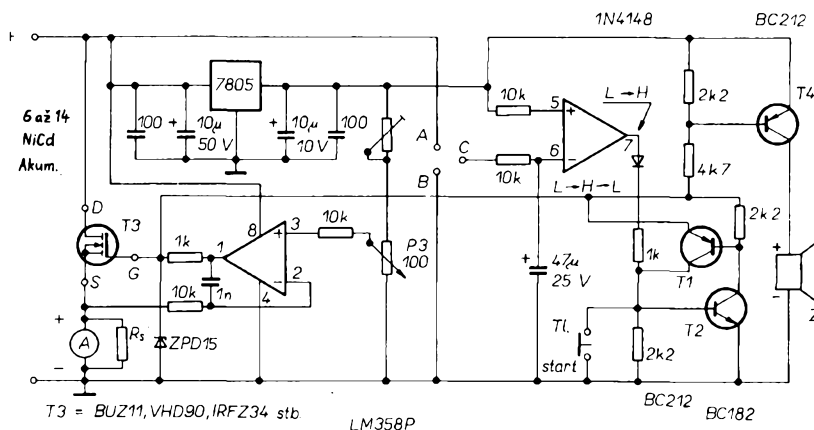 1N4148
BC212
+
7805
10k
5
+
L → H
2k2
T4
6 až 14
NiCd
Akum.
100
+
10µ
50 V
+
10µ
10 V
100
A
C
B
10k
6
−
7
4k7
L→H→L
D
T3
8
10k
P3
100
2k2
1k
1
+
3
−
2
4
G
S
10k
1n
+
47µ
25 V
1k
T1
+
−
Z
+
A
−
Rs
ZPD15
Tl.
start
2k2
T2
BC212
BC182
T3 = BUZ11,VHD90,IRFZ34 stb.
LM358P